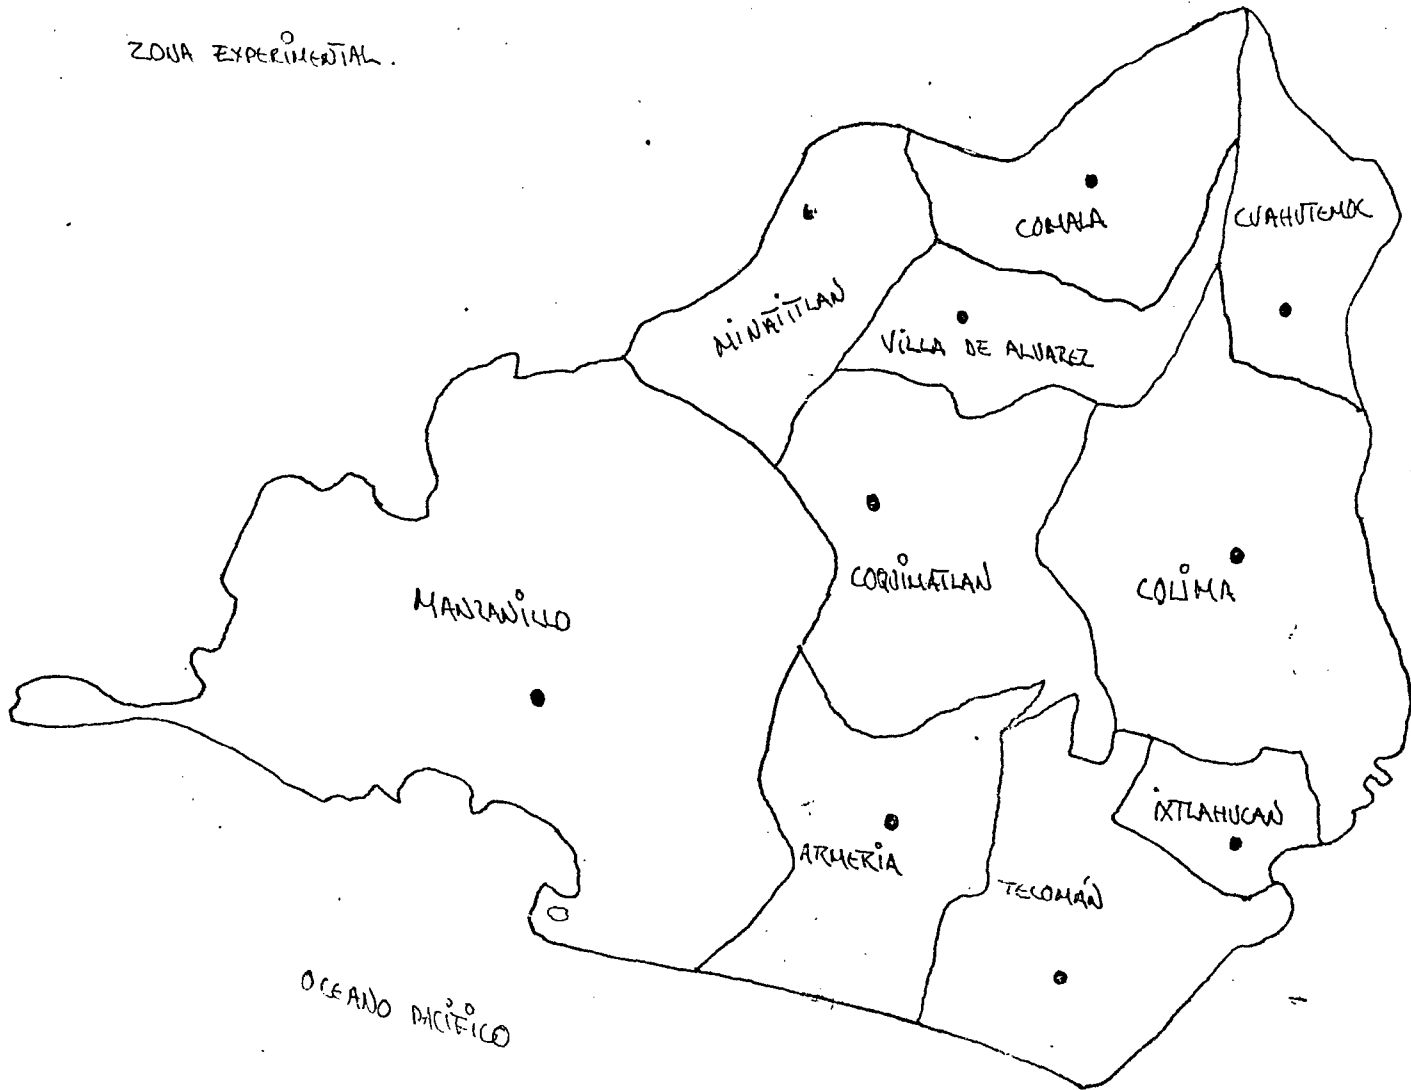 ZONA EXPERIMENTAL.
COMALA
CUAHUTEMOC
MINATITLAN
VILLA DE ALVAREZ
COQUIMATLAN
COLIMA
MANZANILLO
IXTLAHUCAN
ARMERIA
TECOMÁN
OCEANO PACIFICO